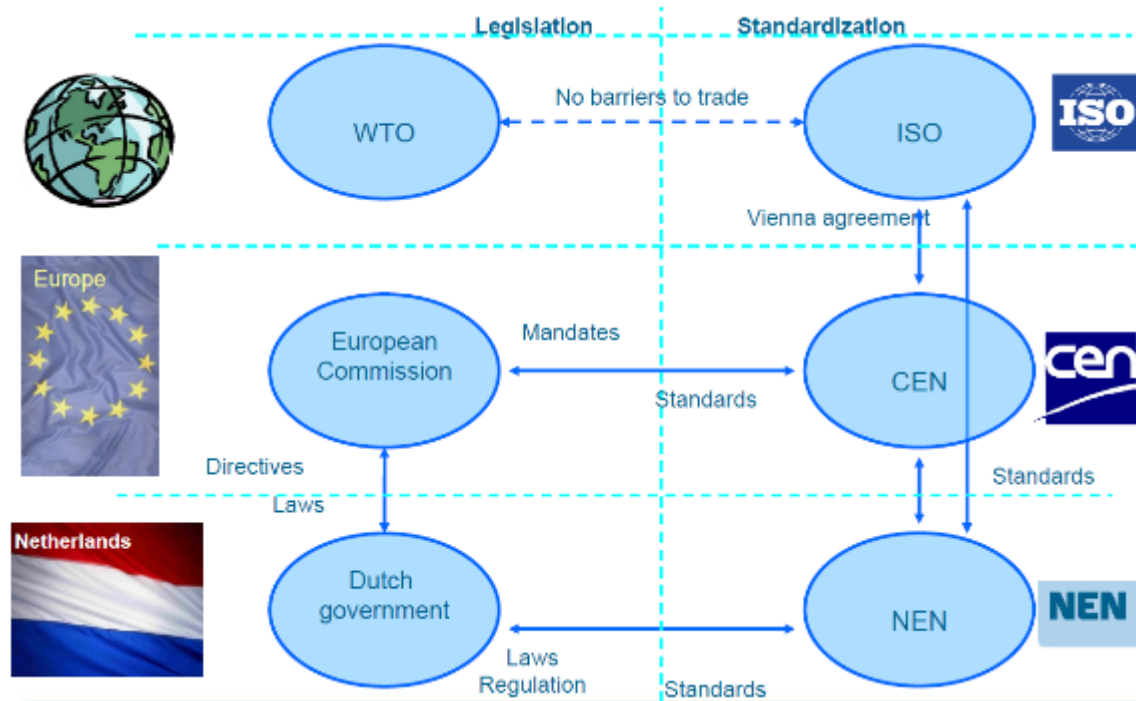 Legislation
Standardization
WTO
No barriers to trade
ISO
ISO
Vienna agreement
Europe
European
Commission
Mandates
Standards
CEN
cen
Directives
Laws
Standards
Netherlands
Dutch
government
Laws
Regulation
Standards
NEN
NEN